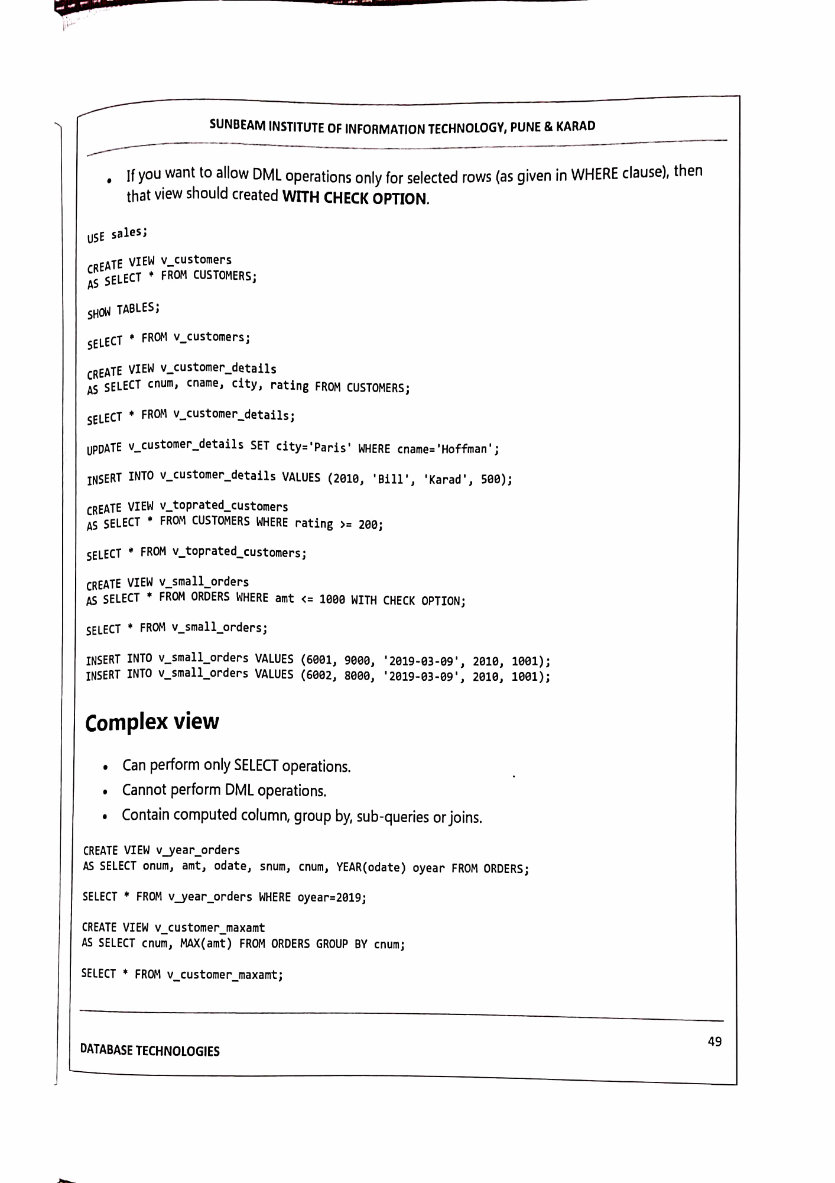 SUNBEAM INSTITUTE OF INFORMATION TECHNOLOGY, PUNE & KARAD
• If you want to allow DML operations only for selected rows (as given in WHERE clause), then
that view should created WITH CHECK OPTION.
USE sales;
CREATE VIEW v_customers
AS SELECT * FROM CUSTOMERS;
SHOW TABLES;
SELECT * FROM v_customers;
CREATE VIEW v_customer_details
AS SELECT cnum, cname, city, rating FROM CUSTOMERS;
SELECT * FROM v_customer_details;
UPDATE v_customer_details SET city='Paris' WHERE cname='Hoffman';
INSERT INTO v_customer_details VALUES (2010, 'Bill', 'Karad', 500);
CREATE VIEW v_toprated_customers
AS SELECT * FROM CUSTOMERS WHERE rating >= 200;
SELECT * FROM v_toprated_customers;
CREATE VIEW v_small_orders
AS SELECT * FROM ORDERS WHERE amt <= 1000 WITH CHECK OPTION;
SELECT * FROM v_small_orders;
INSERT INTO v_small_orders VALUES (6001, 9000, '2019-03-09', 2010, 1001);
INSERT INTO v_small_orders VALUES (6002, 8000, '2019-03-09', 2010, 1001);
Complex view
• Can perform only SELECT operations.
• Cannot perform DML operations.
• Contain computed column, group by, sub-queries or joins.
CREATE VIEW v_year_orders
AS SELECT onum, amt, odate, snum, cnum, YEAR(odate) oyear FROM ORDERS;
SELECT * FROM v_year_orders WHERE oyear=2019;
CREATE VIEW v_customer_maxamt
AS SELECT cnum, MAX(amt) FROM ORDERS GROUP BY cnum;
SELECT * FROM v_customer_maxamt;
DATABASE TECHNOLOGIES
49